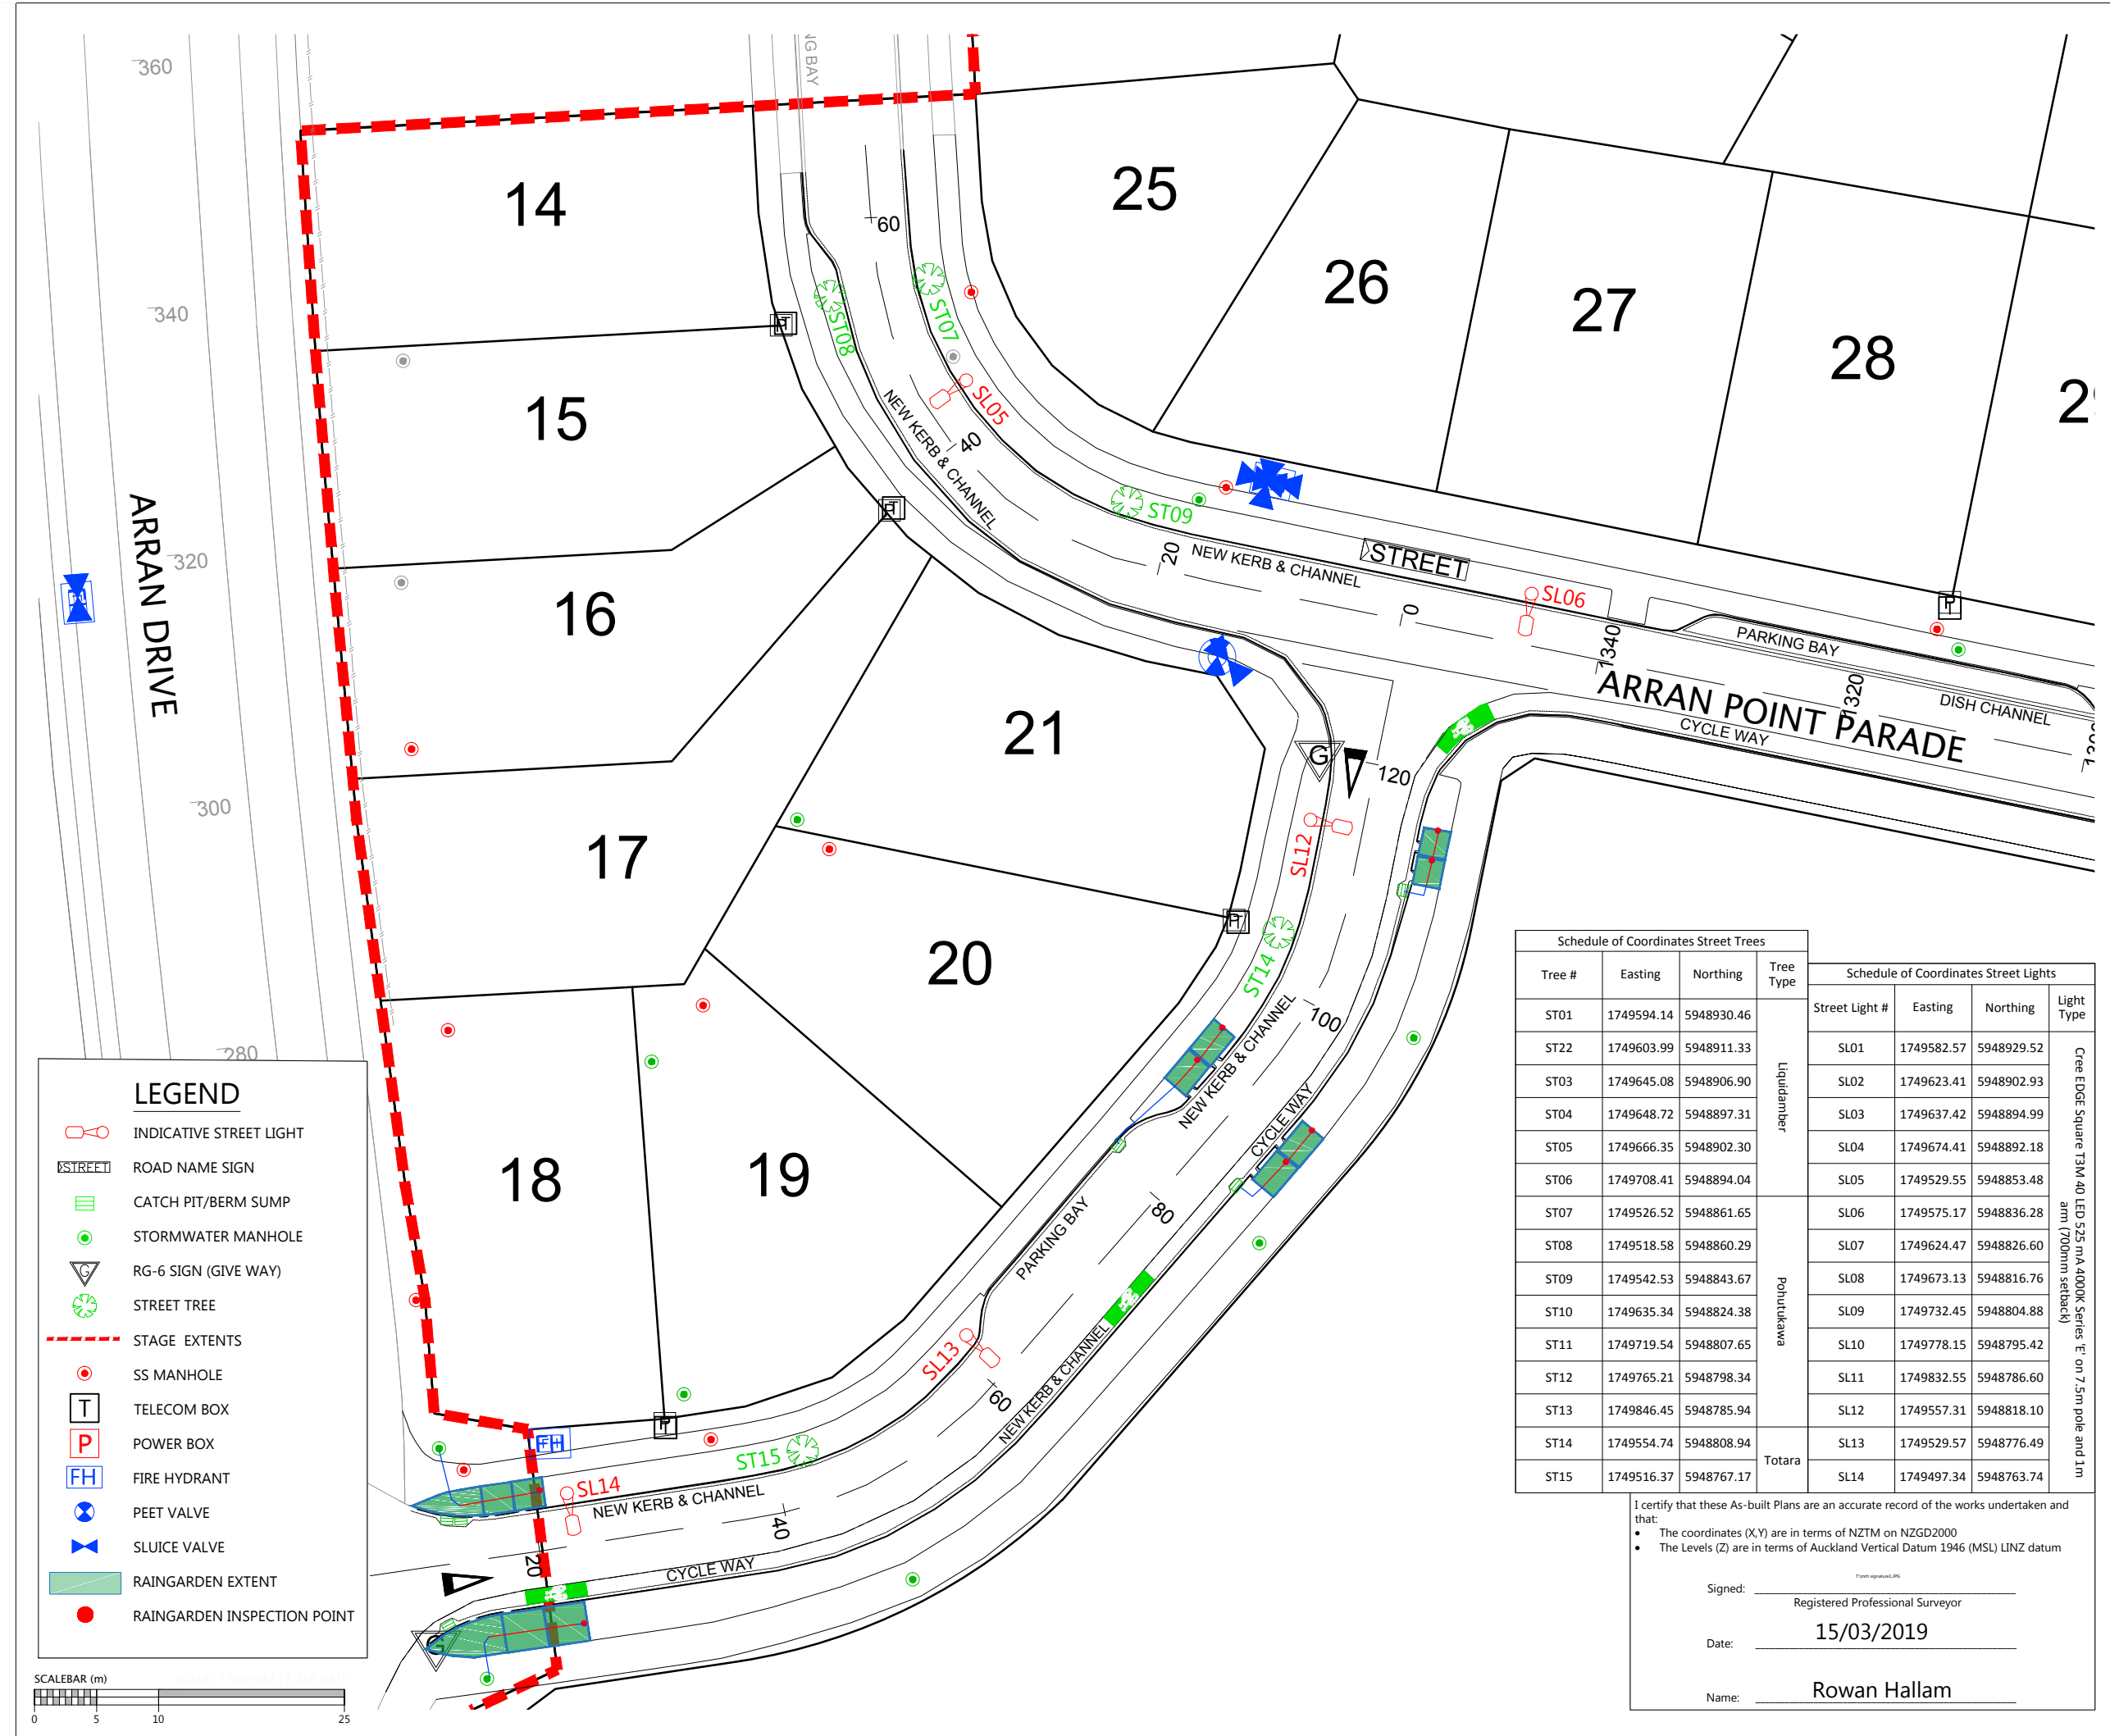 360
NG BAY
14
60
25
26
27
28
340
ST08
ST07
15
SL05
NEW KERB & CHANNEL
40
ST09
ARRAN DRIVE
320
20
NEW KERB & CHANNEL
STREET
0
SL06
16
1340
PARKING BAY
1320
DISH CHANNEL
ARRAN POINT PARADE
CYCLE WAY
21
G
120
300
17
SL12
20
ST14
100
280
NEW KERB & CHANNEL
CYCLE WAY
18
19
80
PARKING BAY
SL13
60
NEW KERB & CHANNEL
FH
ST15
SL14
NEW KERB & CHANNEL
40
20
CYCLE WAY
G
LEGEND
INDICATIVE STREET LIGHT
STREET ROAD NAME SIGN
CATCH PIT/BERM SUMP
STORMWATER MANHOLE
G RG-6 SIGN (GIVE WAY)
STREET TREE
STAGE EXTENTS
SS MANHOLE
T TELECOM BOX
P POWER BOX
FH FIRE HYDRANT
PEET VALVE
SLUICE VALVE
RAINGARDEN EXTENT
RAINGARDEN INSPECTION POINT
SCALEBAR (m)
0 5 10 25
Schedule of Coordinates Street Trees
Tree # Easting Northing Tree Type
ST01 1749594.14 5948930.46
ST22 1749603.99 5948911.33
ST03 1749645.08 5948906.90
ST04 1749648.72 5948897.31
ST05 1749666.35 5948902.30
ST06 1749708.41 5948894.04
Liquidamber
ST07 1749526.52 5948861.65
ST08 1749518.58 5948860.29
ST09 1749542.53 5948843.67
ST10 1749635.34 5948824.38
ST11 1749719.54 5948807.65
ST12 1749765.21 5948798.34
ST13 1749846.45 5948785.94
Pohutukawa
ST14 1749554.74 5948808.94
ST15 1749516.37 5948767.17
Totara
Schedule of Coordinates Street Lights
Street Light # Easting Northing Light Type
SL01 1749582.57 5948929.52
SL02 1749623.41 5948902.93
SL03 1749637.42 5948894.99
SL04 1749674.41 5948892.18
SL05 1749529.55 5948853.48
SL06 1749575.17 5948836.28
SL07 1749624.47 5948826.60
SL08 1749673.13 5948816.76
SL09 1749732.45 5948804.88
SL10 1749778.15 5948795.42
SL11 1749832.55 5948786.60
SL12 1749557.31 5948818.10
SL13 1749529.57 5948776.49
SL14 1749497.34 5948763.74
Cree EDGE Square T3M 40 LED 525 mA 4000K Series 'E' on 7.5m pole and 1m
arm (700mm setback)
I certify that these As-built Plans are an accurate record of the works undertaken and
that:
• The coordinates (X,Y) are in terms of NZTM on NZGD2000
• The Levels (Z) are in terms of Auckland Vertical Datum 1946 (MSL) LINZ datum
Signed:
Registered Professional Surveyor
Date: 15/03/2019
Name: Rowan Hallam